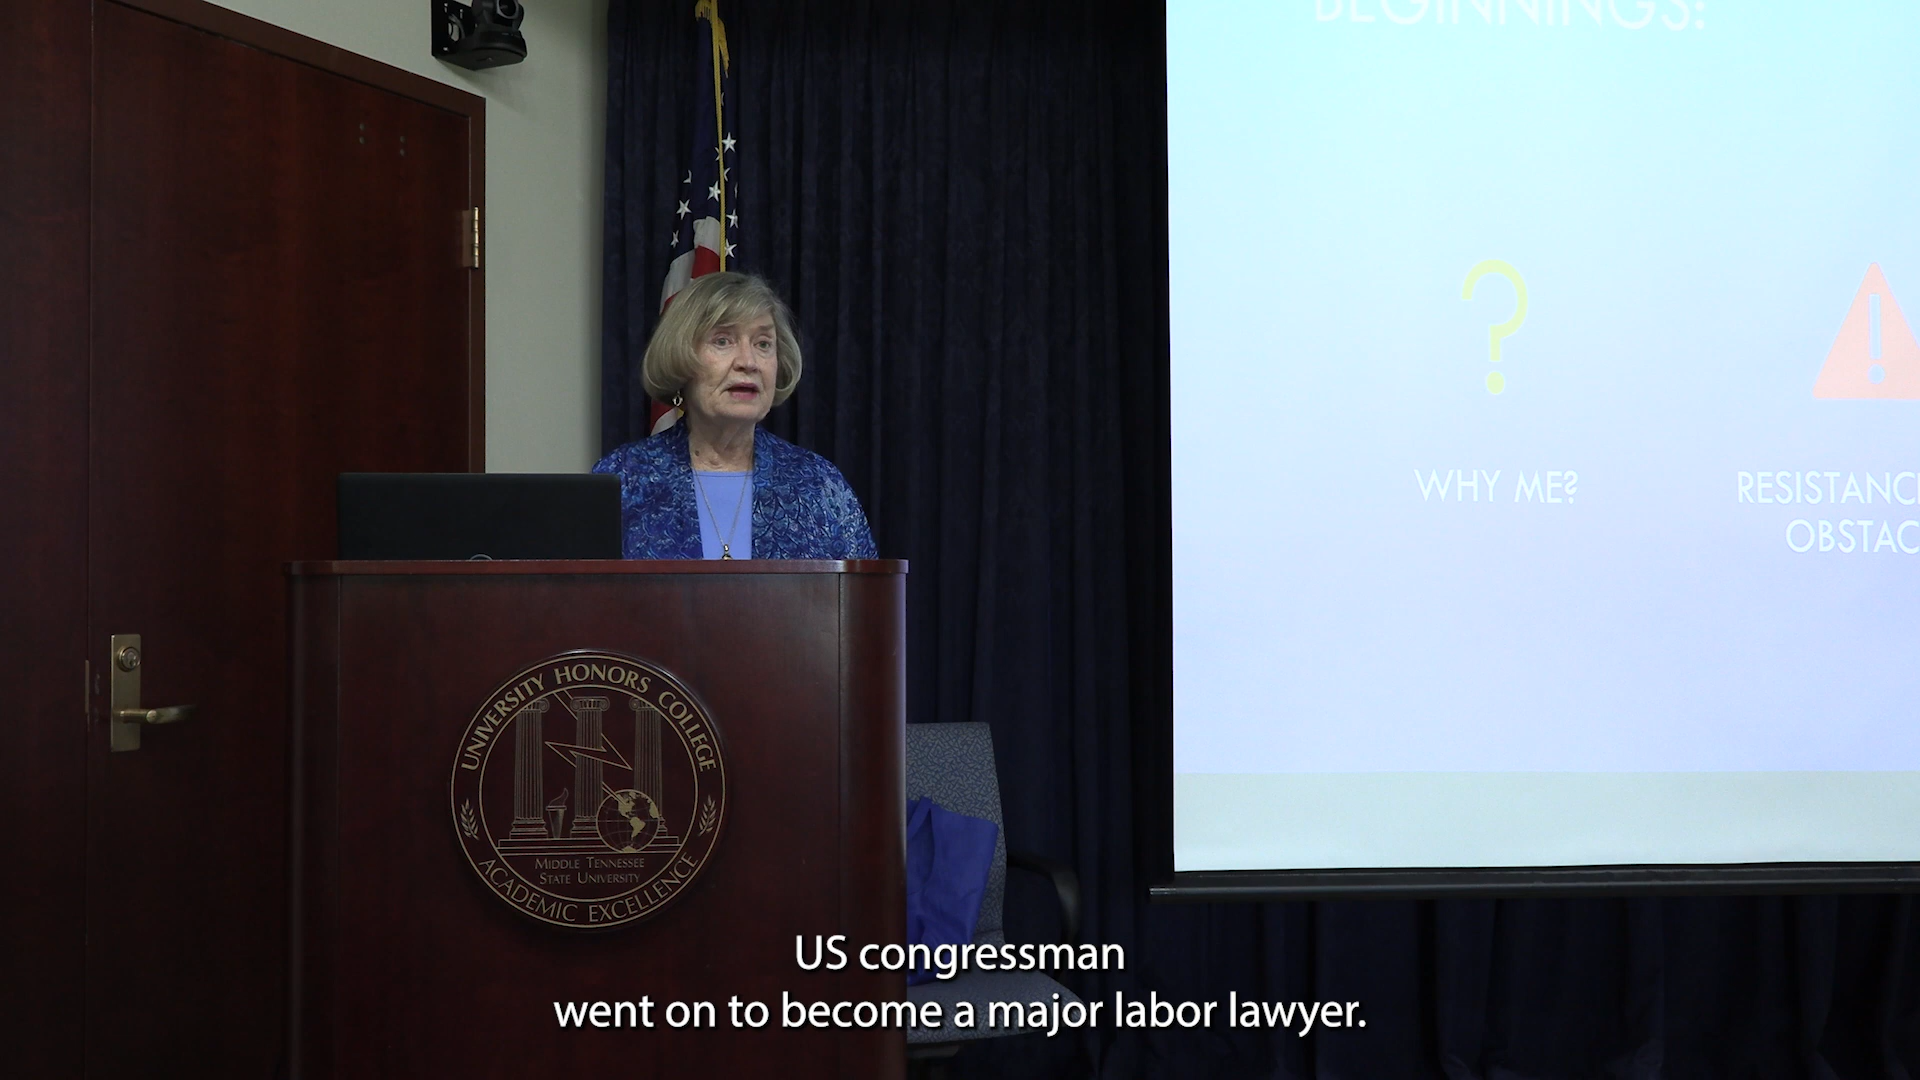 BEGINNINGS:
WHY ME?
RESISTANC
OBSTAC
UNIVERSITY HONORS COLLEGE
MIDDLE TENNESSEE
STATE UNIVERSITY
ACADEMIC EXCELLENCE
US congressman
went on to become a major labor lawyer.